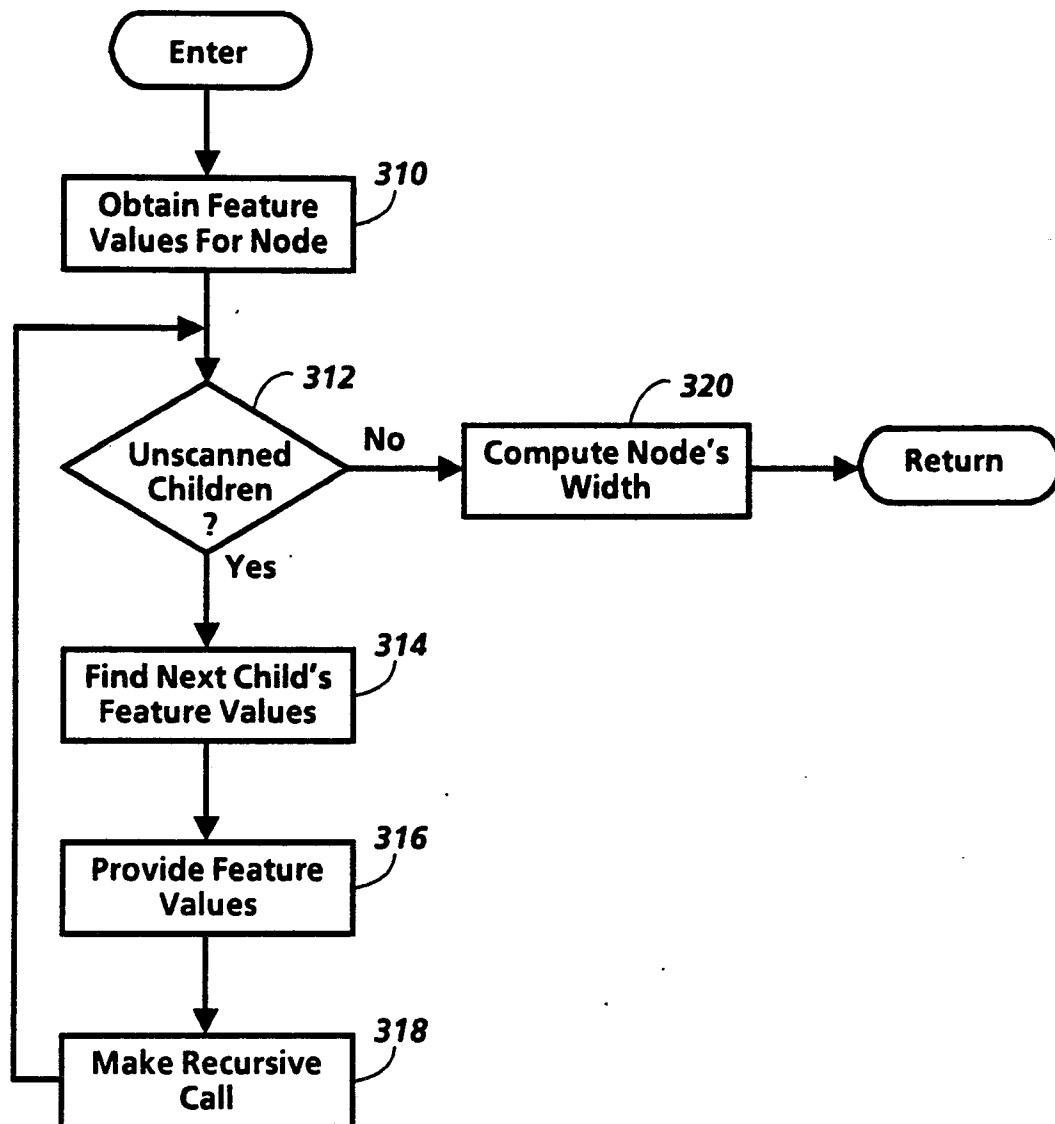 Enter
310
Obtain Feature
Values For Node
312
Unscanned
Children
?
No
Yes
320
Compute Node's
Width
Return
314
Find Next Child's
Feature Values
316
Provide Feature
Values
318
Make Recursive
Call